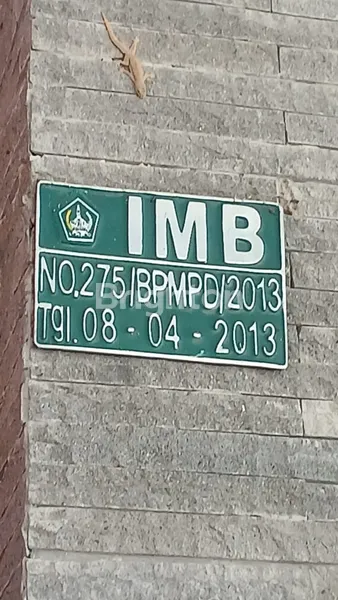 IMB
NO.275/BPMPD/2013
Tgl. 08 - 04 - 2013